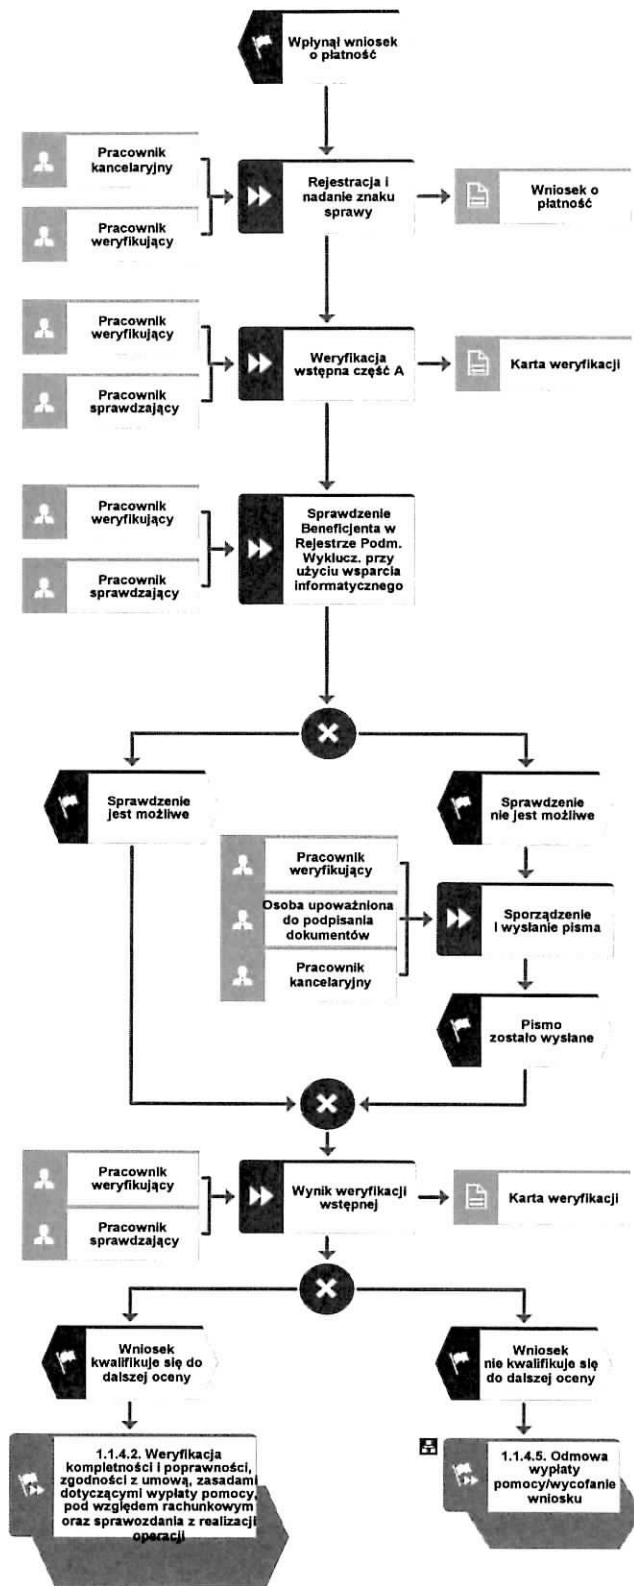 Wpłynął wniosek
o płatność
Pracownik
kancelaryjny
Pracownik
weryfikujący
Rejestracja i
nadanie znaku
sprawy
Wniosek o
płatność
Pracownik
weryfikujący
Pracownik
sprawdzający
Weryfikacja
wstępna część A
Karta weryfikacji
Pracownik
weryfikujący
Pracownik
sprawdzający
Sprawdzenie
Beneficjenta w
Rejestrze Podm.
Wyklucz. przy
użyciu wsparcia
informatycznego
Sprawdzenie
jest możliwe
Sprawdzenie
nie jest możliwe
Pracownik
weryfikujący
Osoba upoważniona
do podpisania
dokumentów
Pracownik
kancelaryjny
Sporządzenie
i wysłanie pisma
Pismo
zostało wysłane
Pracownik
weryfikujący
Pracownik
sprawdzający
Wynik weryfikacji
wstępnej
Karta weryfikacji
Wniosek
kwalifikuje się do
dalszej oceny
Wniosek
nie kwalifikuje się
do dalszej oceny
1.1.4.2. Weryfikacja
kompletności i poprawności,
zgodności z umową, zasadami
dotyczącymi wypłaty pomocy,
pod względem rachunkowym
oraz sprawozdania z realizacji
operacji
1.1.4.5. Odmowa
wypłaty
pomocy/wycofanie
wniosku